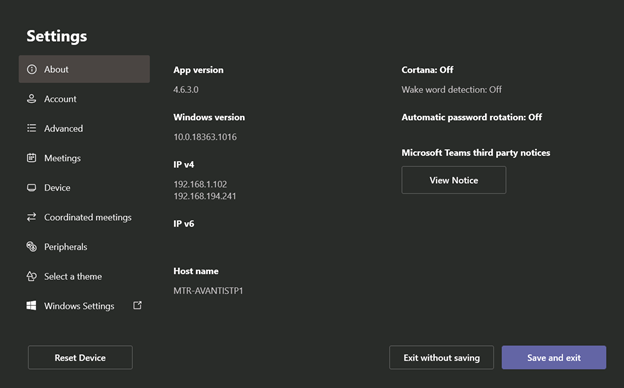 Settings
About
Account
Advanced
Meetings
Device
Coordinated meetings
Peripherals
Select a theme
Windows Settings
App version
4.6.3.0
Windows version
10.0.18363.1016
IP v4
192.168.1.102
192.168.194.241
IP v6
Host name
MTR-AVANTISTP1
Cortana: Off
Wake word detection: Off
Automatic password rotation: Off
Microsoft Teams third party notices
View Notice
Reset Device
Exit without saving
Save and exit